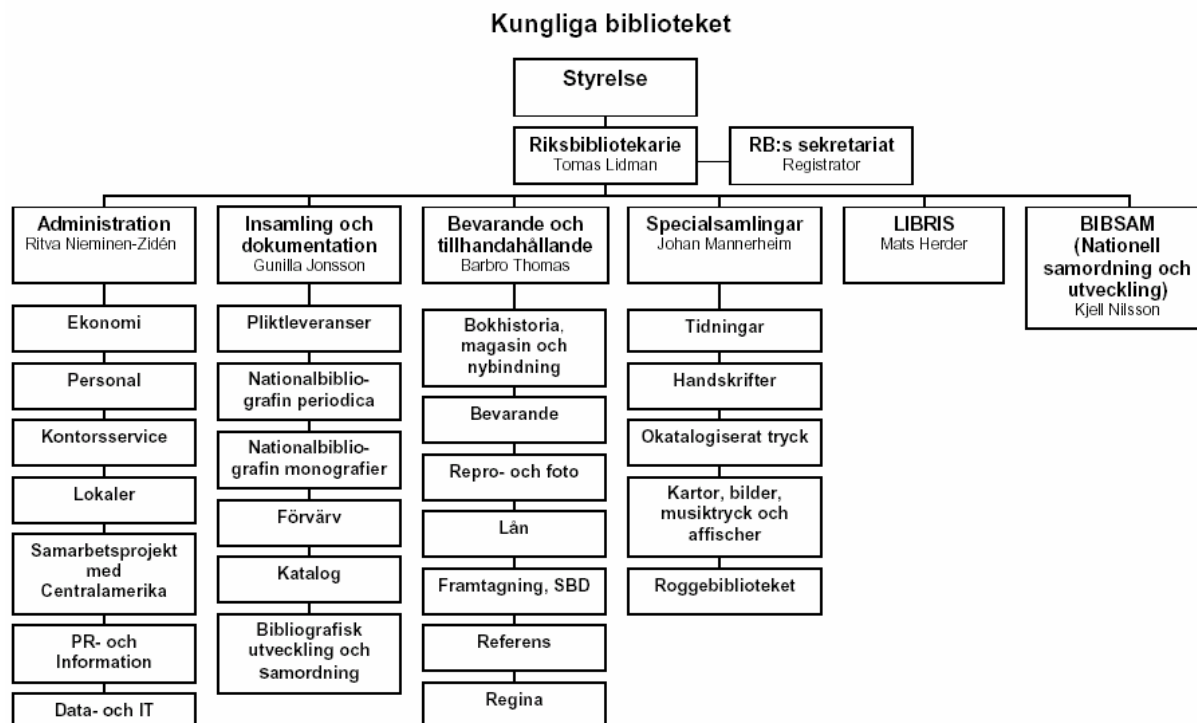 Kungliga biblioteket
Styrelse
Riksbibliotekarie
Tomas Lidman
RB:s sekretariat
Registrator
Administration
Ritva Nieminen-Zidén
Ekonomi
Personal
Kontorsservice
Lokaler
Samarbetsprojekt
med
Centralamerika
PR- och
Information
Data- och IT
Insamling och
dokumentation
Gunilla Jonsson
Pliktleveranser
Nationalbiblio-
grafin periodica
Nationalbiblio-
grafin monografier
Förvärv
Katalog
Bibliografisk
utveckling och
samordning
Bevarande och
tillhandahållande
Barbro Thomas
Bokhistoria,
magasin och
nybindning
Bevarande
Repro- och foto
Lån
Framtagning, SBD
Referens
Regina
Specialsamlingar
Johan Mannerheim
Tidningar
Handskrifter
Okatalogiserat tryck
Kartor, bilder,
musiktryck och
affischer
Roggebiblioteket
LIBRIS
Mats Herder
BIBSAM
(Nationell
samordning och
utveckling)
Kjell Nilsson